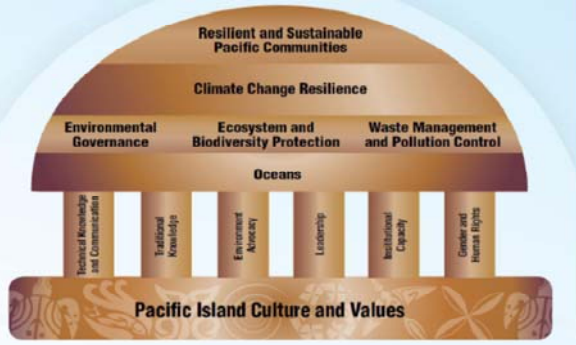 Resilient and Sustainable
Pacific Communities
Climate Change Resilience
Environmental
Governance
Ecosystem and
Biodiversity Protection
Waste Management
and Pollution Control
Oceans
Technical Knowledge
and Communication
Traditional
Knowledge
Environment
Advocacy
Leadership
Institutional
Capacity
Gender and
Human Rights
Pacific Island Culture and Values